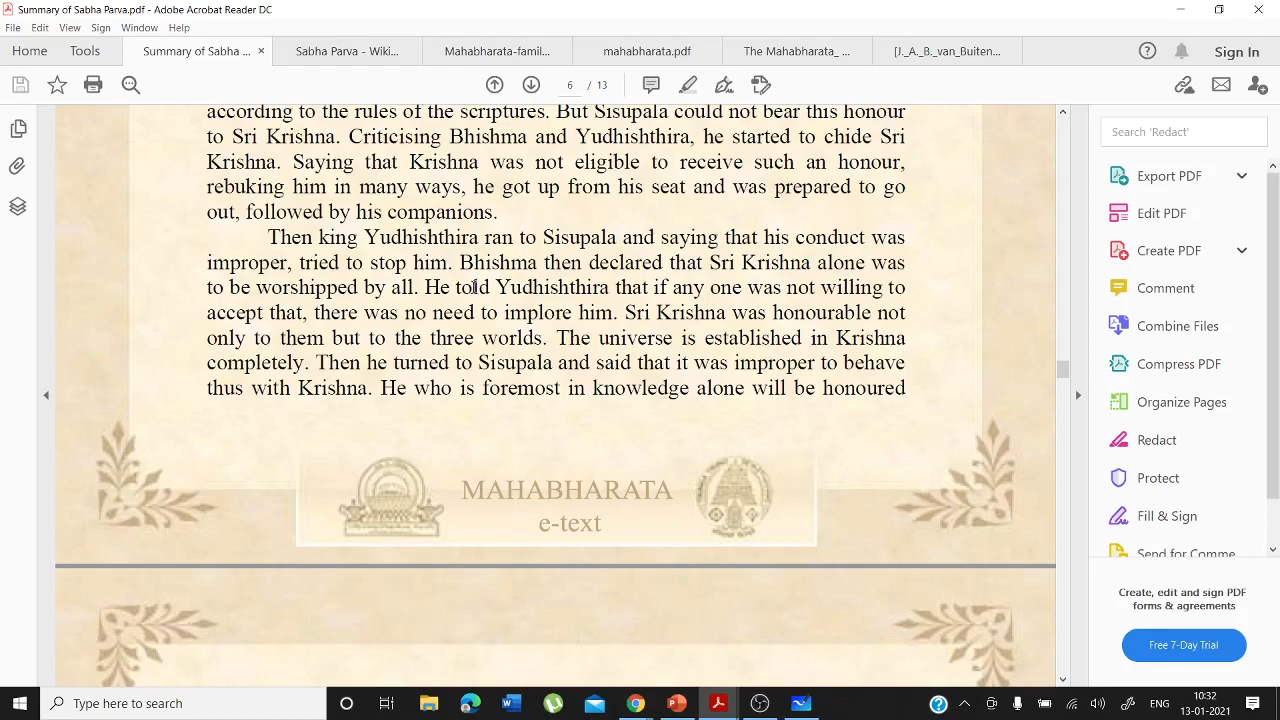 Summary of Sabha Parva.pdf - Adobe Acrobat Reader DC
File Edit View Sign Window Help
Home Tools Summary of Sabha ... × Sabha Parva - Wiki... Mahabharata-famil... mahabharata.pdf The Mahabharata_ ... [J._A._B._van_Buiten... Sign In
6 / 13
according to the rules of the scriptures. But Sisupala could not bear this honour
to Sri Krishna. Criticising Bhishma and Yudhishthira, he started to chide Sri
Krishna. Saying that Krishna was not eligible to receive such an honour,
rebuking him in many ways, he got up from his seat and was prepared to go
out, followed by his companions.
Then king Yudhishthira ran to Sisupala and saying that his conduct was
improper, tried to stop him. Bhishma then declared that Sri Krishna alone was
to be worshipped by all. He told Yudhishthira that if any one was not willing to
accept that, there was no need to implore him. Sri Krishna was honourable not
only to them but to the three worlds. The universe is established in Krishna
completely. Then he turned to Sisupala and said that it was improper to behave
thus with Krishna. He who is foremost in knowledge alone will be honoured
MAHABHARATA
e-text
Search 'Redact'
Export PDF
Edit PDF
Create PDF
Comment
Combine Files
Compress PDF
Organize Pages
Redact
Protect
Fill & Sign
Send for Comme
Create, edit and sign PDF
forms & agreements
Free 7-Day Trial
Type here to search
ENG
10:32
13-01-2021